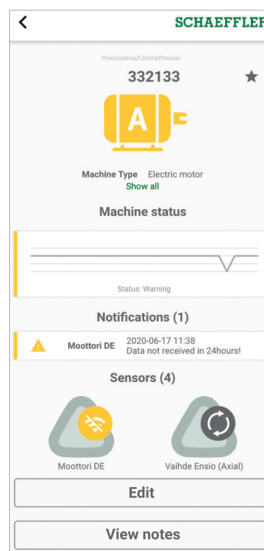 SCHAEFFLER
ProcessArea/CentralProcess
332133
A
Machine Type Electric motor
Show all
Machine status
Status: Warning
Notifications (1)
Moottori DE 2020-06-17 11:38
Data not received in 24hours!
Sensors (4)
Moottori DE Vaihde Ensio (Axial)
Edit
View notes